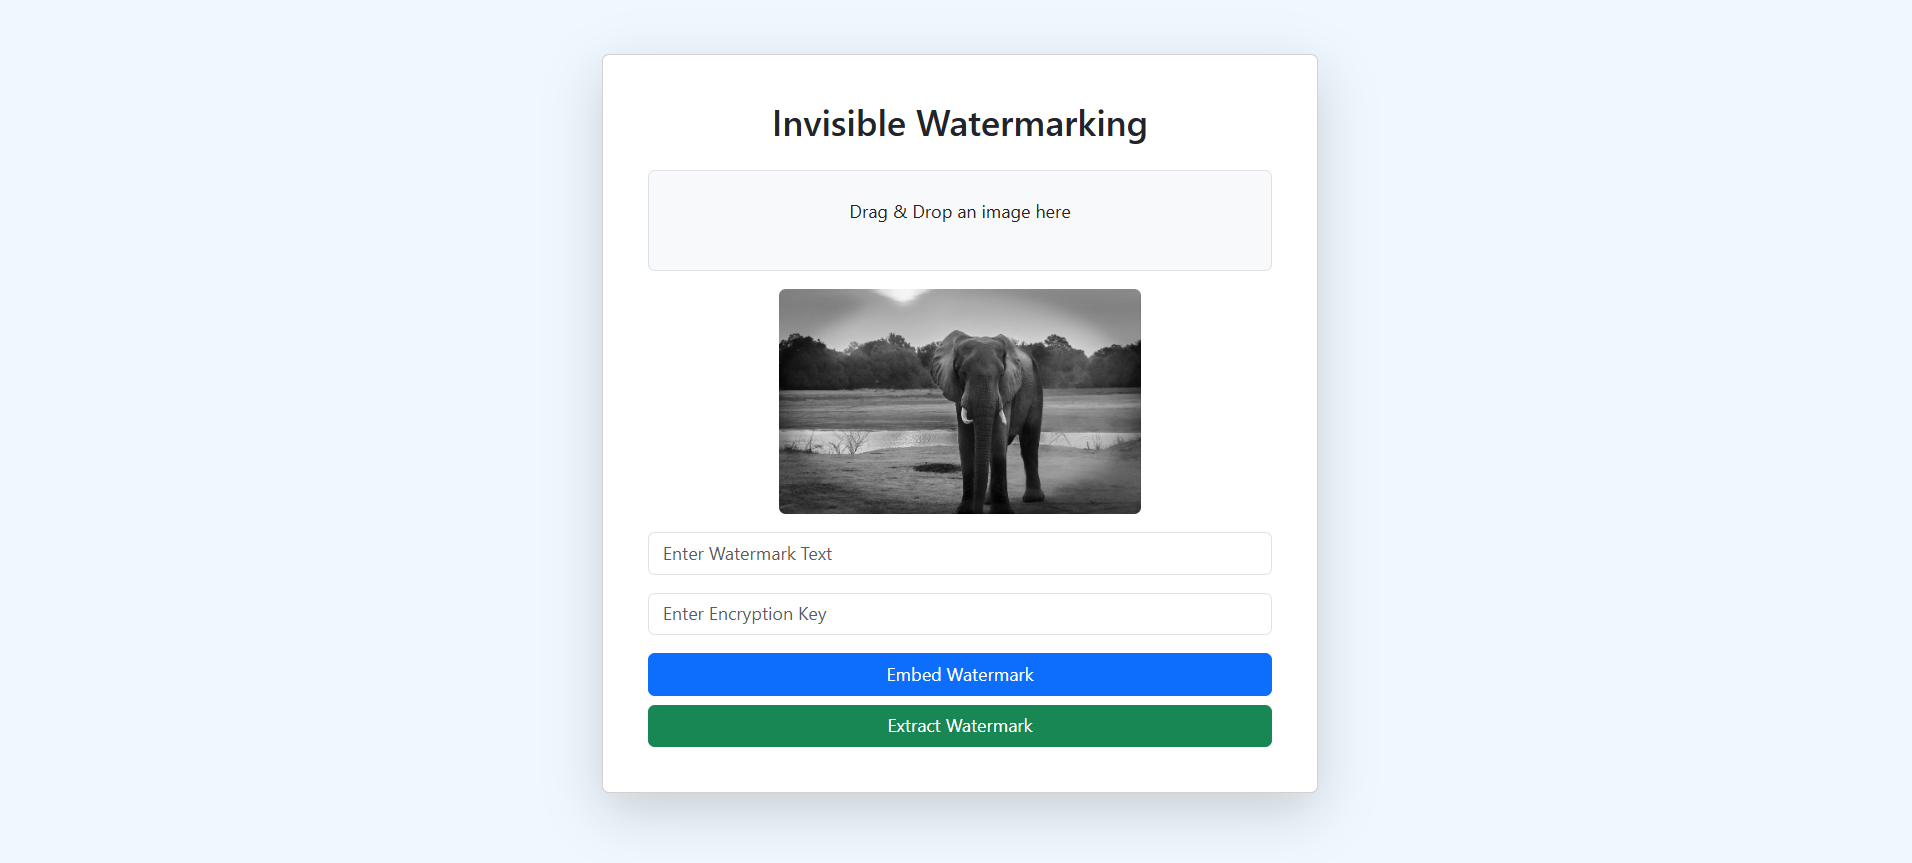 Invisible Watermarking
Drag & Drop an image here
Enter Watermark Text
Enter Encryption Key
Embed Watermark
Extract Watermark